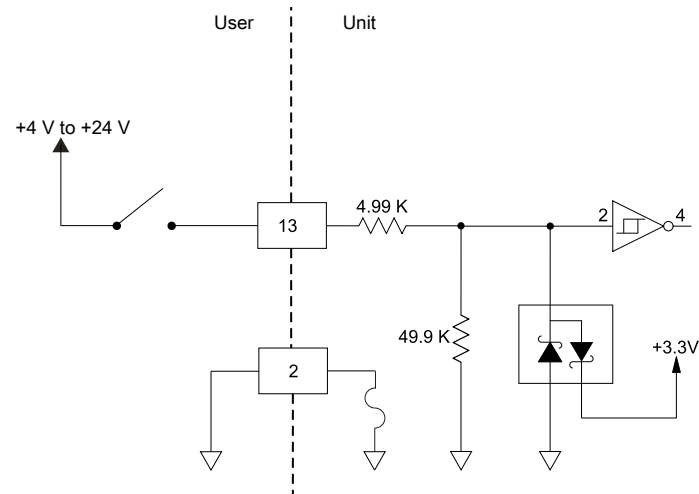 User
Unit
+4 V to +24 V
13
4.99 K
2
4
49.9 K
+3.3V
2